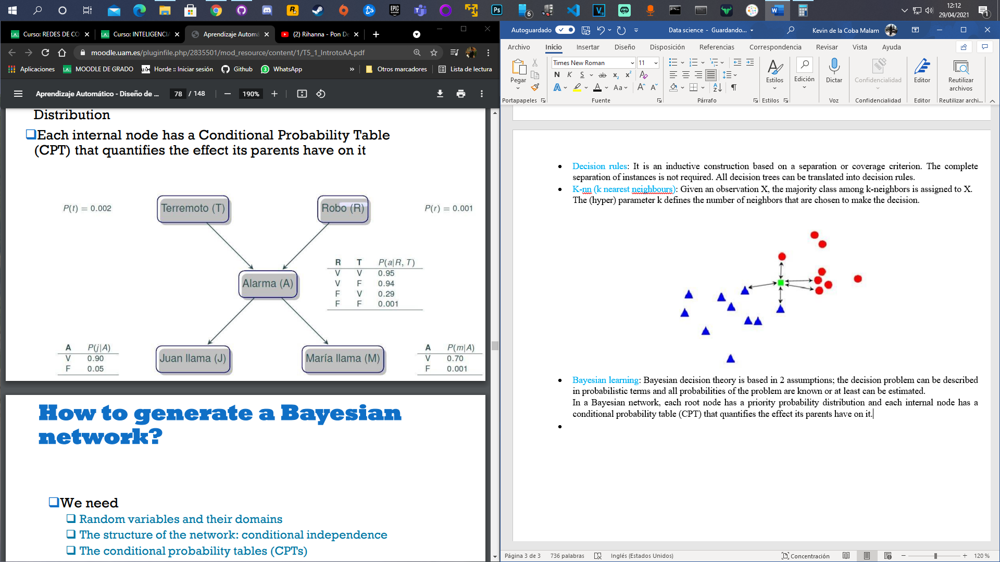 12:12
29/04/2021
Curso: REDES DE CO
Curso: INTELIGENCIA
Aprendizaje Automá
(2) Rihanna - Pon De
moodle.uam.es/pluginfile.php/2835501/mod_resource/content/1/T5_1_IntrotoAA.pdf
Aplicaciones
MOODLE DE GRADO
Horde :: Iniciar sesión
Github
WhatsApp
»
Otros marcadores
Lista de lectura
Aprendizaje Automático - Diseño de ...
78 / 148
190%
Distribution
Each internal node has a Conditional Probability Table
(CPT) that quantifies the effect its parents have on it
P(t) = 0.002
Terremoto (T)
Robo (R)
P(r) = 0.001
Alarma (A)
R T P(a|R, T)
V V 0.95
V F 0.94
F V 0.29
F F 0.001
A P(j|A)
V 0.90
F 0.05
Juan llama (J)
María llama (M)
A P(m|A)
V 0.70
F 0.001
How to generate a Bayesian
network?
We need
Random variables and their domains
The structure of the network: conditional independence
The conditional probability tables (CPTs)
Autoguardado
Data science - Guardando...
Kevin de la Coba Malam
Archivo Inicio Insertar Diseño Disposición Referencias Correspondencia Revisar Vista Ayuda
Pegar
Times New Roman 11
N K S ab x₂ x²
Estilos
Edición
Dictar
Confidencialidad
Editor
Reutilizar
archivos
Portapapeles
Fuente
Párrafo
Estilos
Voz
Confidencialidad
Editor
Reutilizar archi...
• Decision rules: It is an inductive construction based on a separation or coverage criterion. The complete
separation of instances is not required. All decision trees can be translated into decision rules.
• K-nn (k nearest neighbours): Given an observation X, the majority class among k-neighbors is assigned to X.
The (hyper) parameter k defines the number of neighbors that are chosen to make the decision.
• Bayesian learning: Bayesian decision theory is based in 2 assumptions; the decision problem can be described
in probabilistic terms and all probabilities of the problem are known or at least can be estimated.
In a Bayesian network, each root node has a priority probability distribution and each internal node has a
conditional probability table (CPT) that quantifies the effect its parents have on it.
•
Página 3 de 3
736 palabras
Inglés (Estados Unidos)
Concentración
120 %